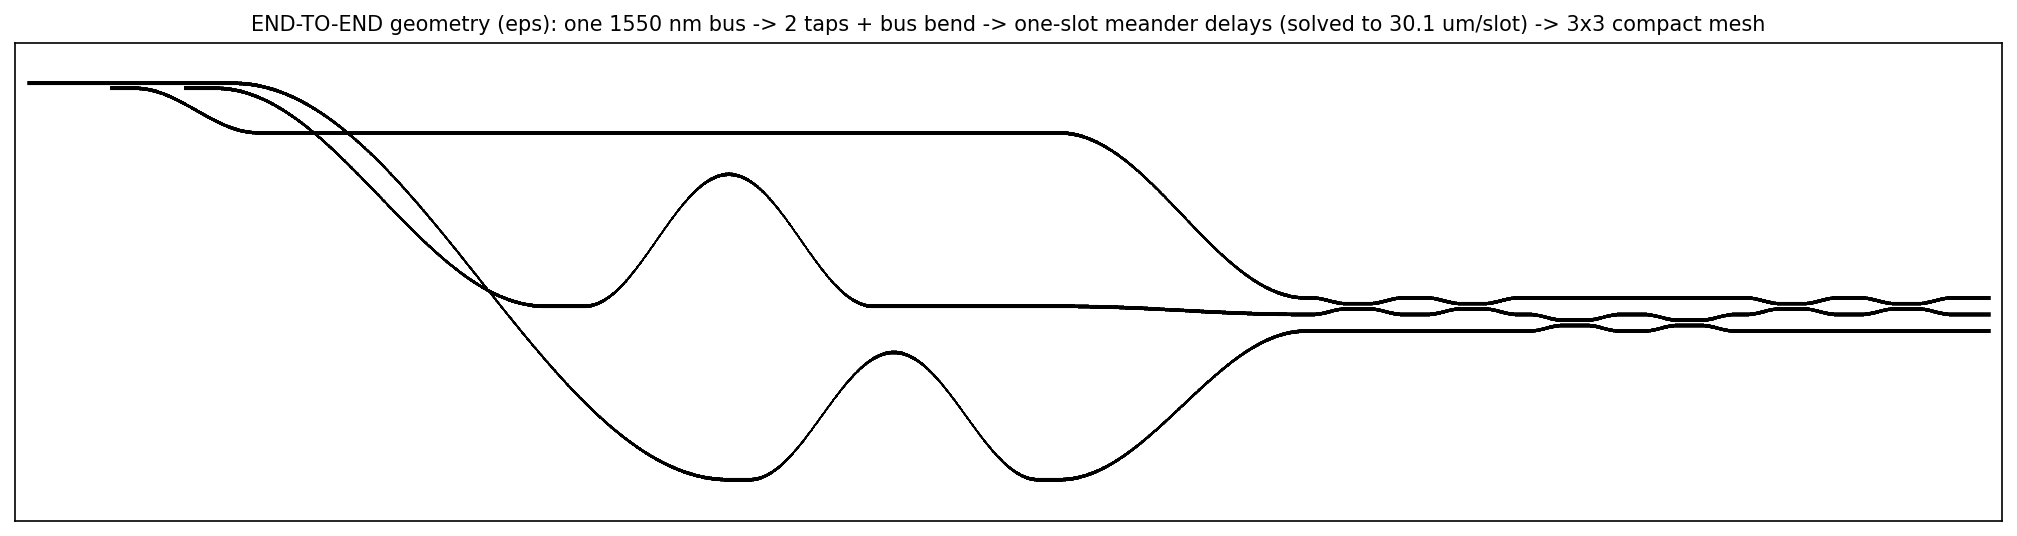 END-TO-END geometry (eps): one 1550 nm bus -> 2 taps + bus bend -> one-slot meander delays (solved to 30.1 um/slot) -> 3x3 compact mesh